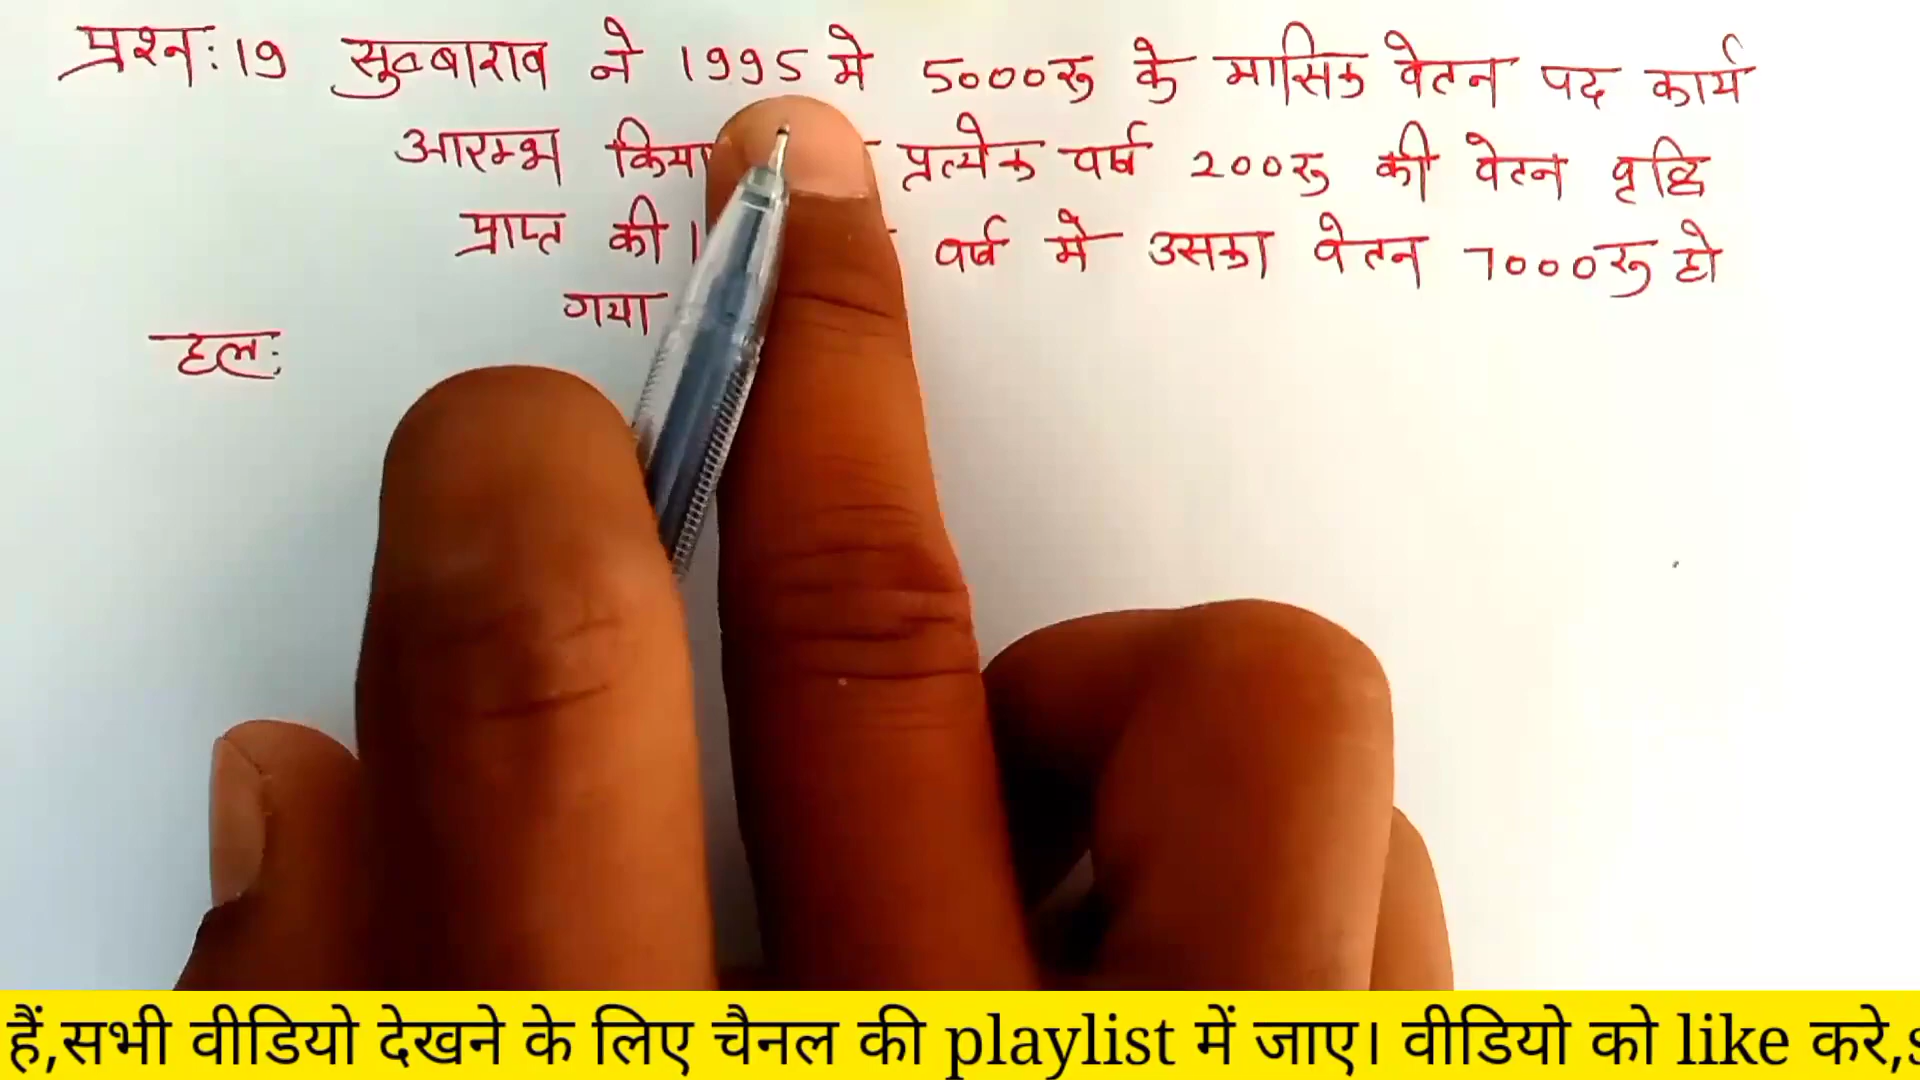 प्रश्न:19 सुब्बाराव ने 1995 मे 5000रु के मासिक वेतन पद कार्य
आरम्भ किया प्रत्येक वर्ष 200रु की वेतन वृद्धि
प्राप्त की। वर्ष मे उसका वेतन 7000रु हो
गया
हल:
हैं,सभी वीडियो देखने के लिए चैनल की playlist में जाए। वीडियो को like करे,s